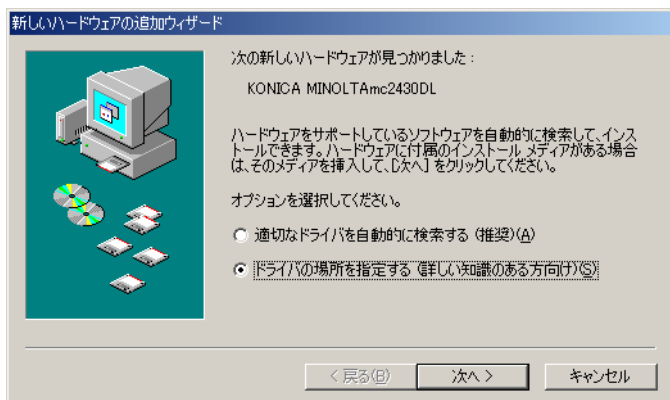 新しいハードウェアの追加ウィザード
次の新しいハードウェアが見つかりました：
KONICA MINOLTAmc2430DL
ハードウェアをサポートしているソフトウェアを自動的に検索して、インス
トールできます。ハードウェアに付属のインストール メディアがある場合
は、そのメディアを挿入して、[次へ] をクリックしてください。
オプションを選択してください。
適切なドライバを自動的に検索する (推奨)(A)
ドライバの場所を指定する (詳しい知識のある方向け)(S)
< 戻る(B)
次へ >
キャンセル